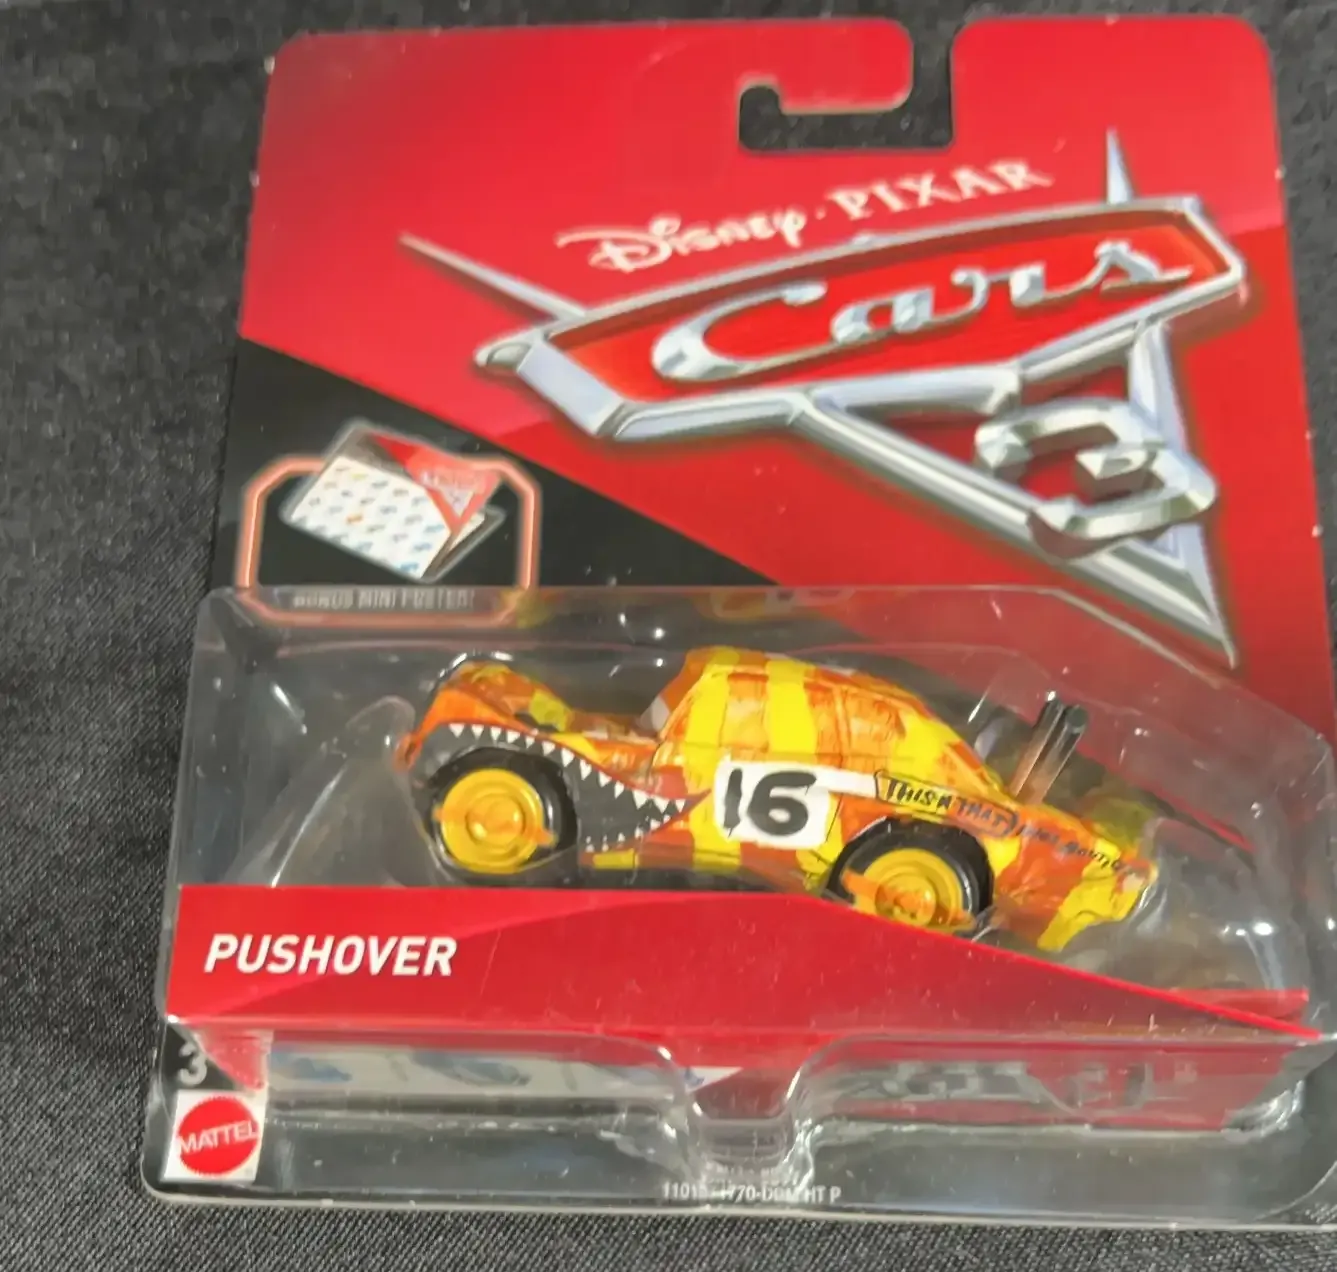 Disney · PIXAR
Cars
3
BONUS MINI POSTER!
16
THIS N THAT
PUSHOVER
3
MATTEL